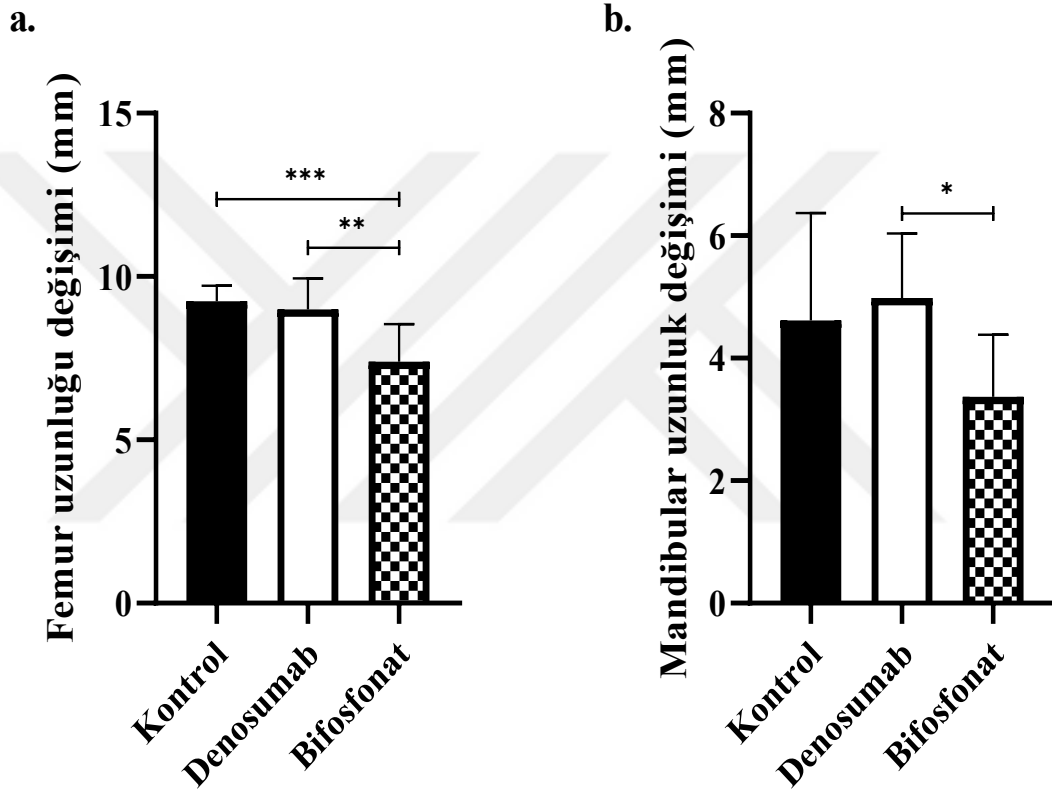 a.
Femur uzunluğu değişimi (mm)
15
10
5
0
***
**
Kontrol
Denosumab
Bifosfonat
b.
Mandibular uzunluk değişimi (mm)
8
6
4
2
0
*
Kontrol
Denosumab
Bifosfonat